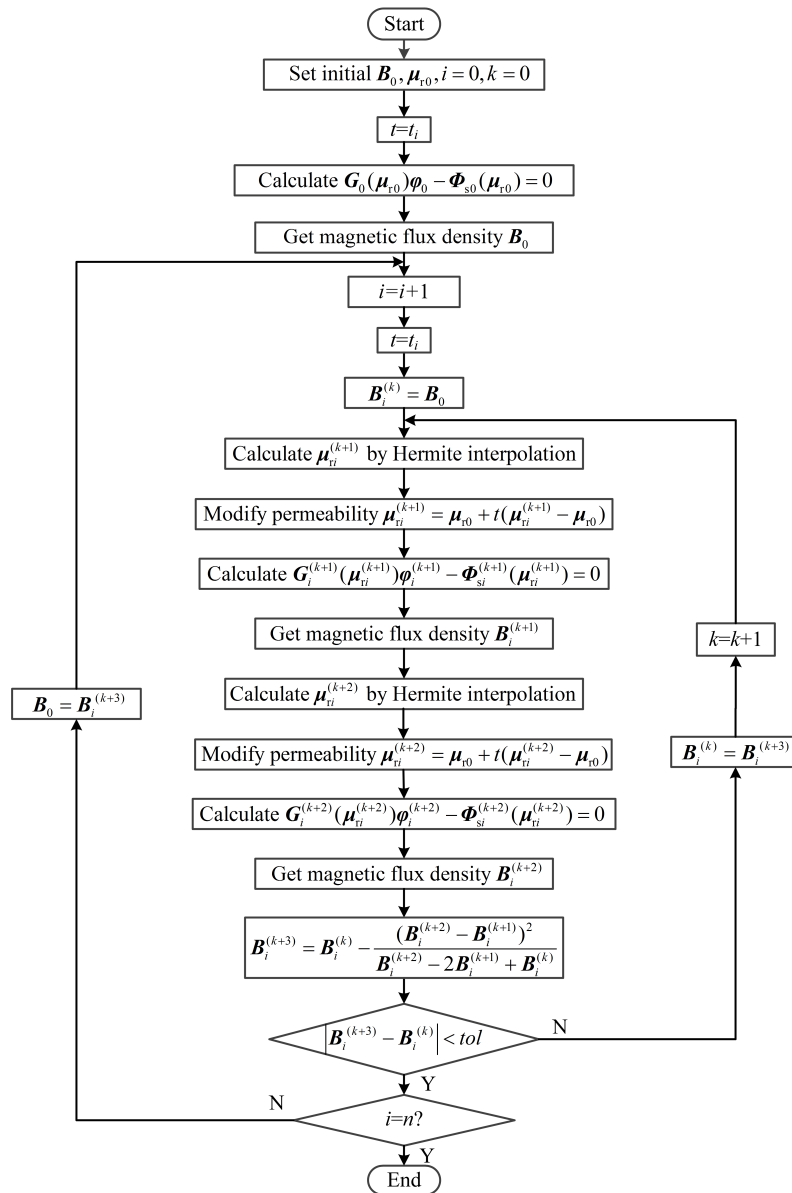 Start
Set initial B₀, μᵣ₀, i = 0, k = 0
t=tᵢ
Calculate G₀(μᵣ₀)φ₀ − Φₛ₀(μᵣ₀) = 0
Get magnetic flux density B₀
i=i+1
t=tᵢ
Bᵢ^(k) = B₀
Calculate μᵣᵢ^(k+1) by Hermite interpolation
Modify permeability μᵣᵢ^(k+1) = μᵣ₀ + t(μᵣᵢ^(k+1) − μᵣ₀)
Calculate Gᵢ^(k+1)(μᵣᵢ^(k+1))φᵢ^(k+1) − Φₛᵢ^(k+1)(μᵣᵢ^(k+1)) = 0
Get magnetic flux density Bᵢ^(k+1)
k=k+1
Calculate μᵣᵢ^(k+2) by Hermite interpolation
B₀ = Bᵢ^(k+3)
Modify permeability μᵣᵢ^(k+2) = μᵣ₀ + t(μᵣᵢ^(k+2) − μᵣ₀)
Bᵢ^(k) = Bᵢ^(k+3)
Calculate Gᵢ^(k+2)(μᵣᵢ^(k+2))φᵢ^(k+2) − Φₛᵢ^(k+2)(μᵣᵢ^(k+2)) = 0
Get magnetic flux density Bᵢ^(k+2)
Bᵢ^(k+3) = Bᵢ^(k) − (Bᵢ^(k+2) − Bᵢ^(k+1))² / (Bᵢ^(k+2) − 2Bᵢ^(k+1) + Bᵢ^(k))
|Bᵢ^(k+3) − Bᵢ^(k)| < tol
N
Y
N
i=n?
Y
End